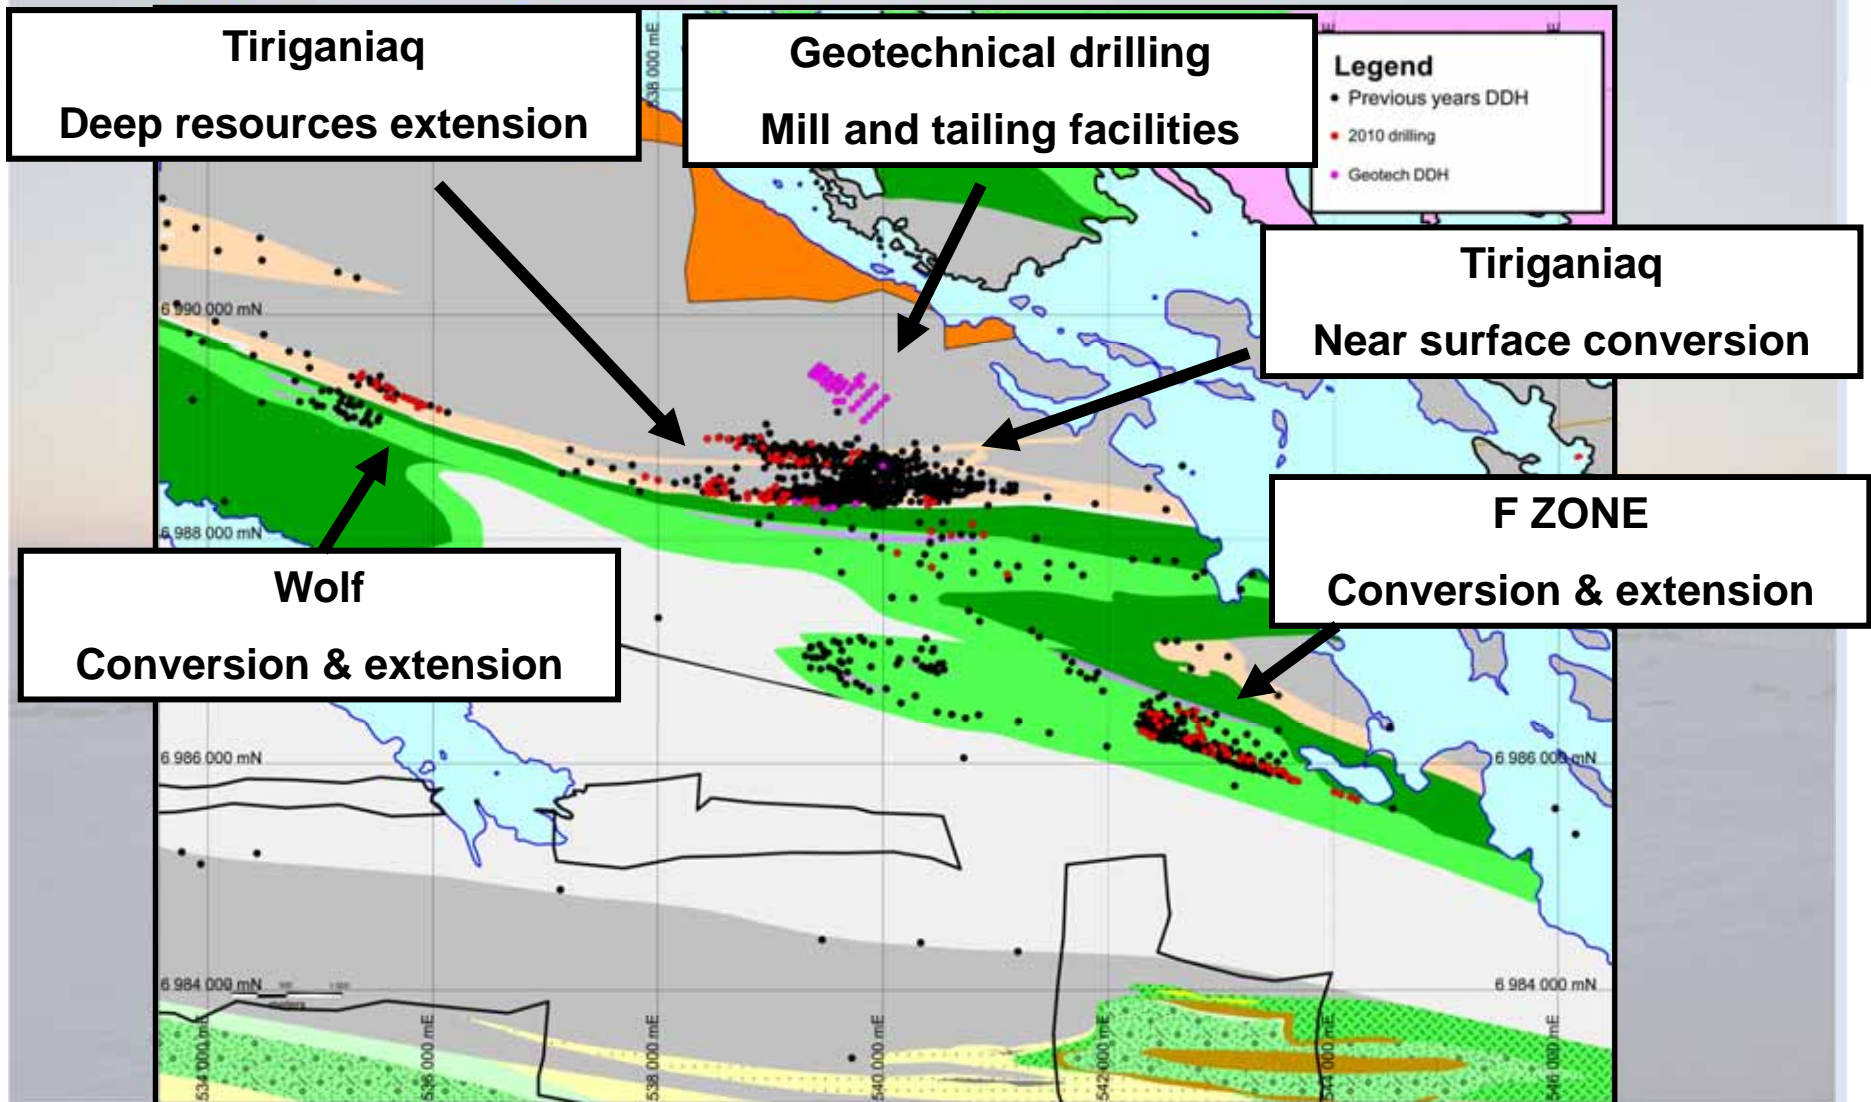 Tiriganiaq
Deep resources extension
Geotechnical drilling
Mill and tailing facilities
Legend
Previous years DDH
2010 drilling
Geotech DDH
Tiriganiaq
Near surface conversion
F ZONE
Conversion & extension
Wolf
Conversion & extension
538 000 mE
mE
mE
6 990 000 mN
6 988 000 mN
6 986 000 mN
6 986 000 mN
6 984 000 mN
6 984 000 mN
meters
534 000 mE
536 000 mE
538 000 mE
540 000 mE
542 000 mE
544 000 mE
546 000 mE